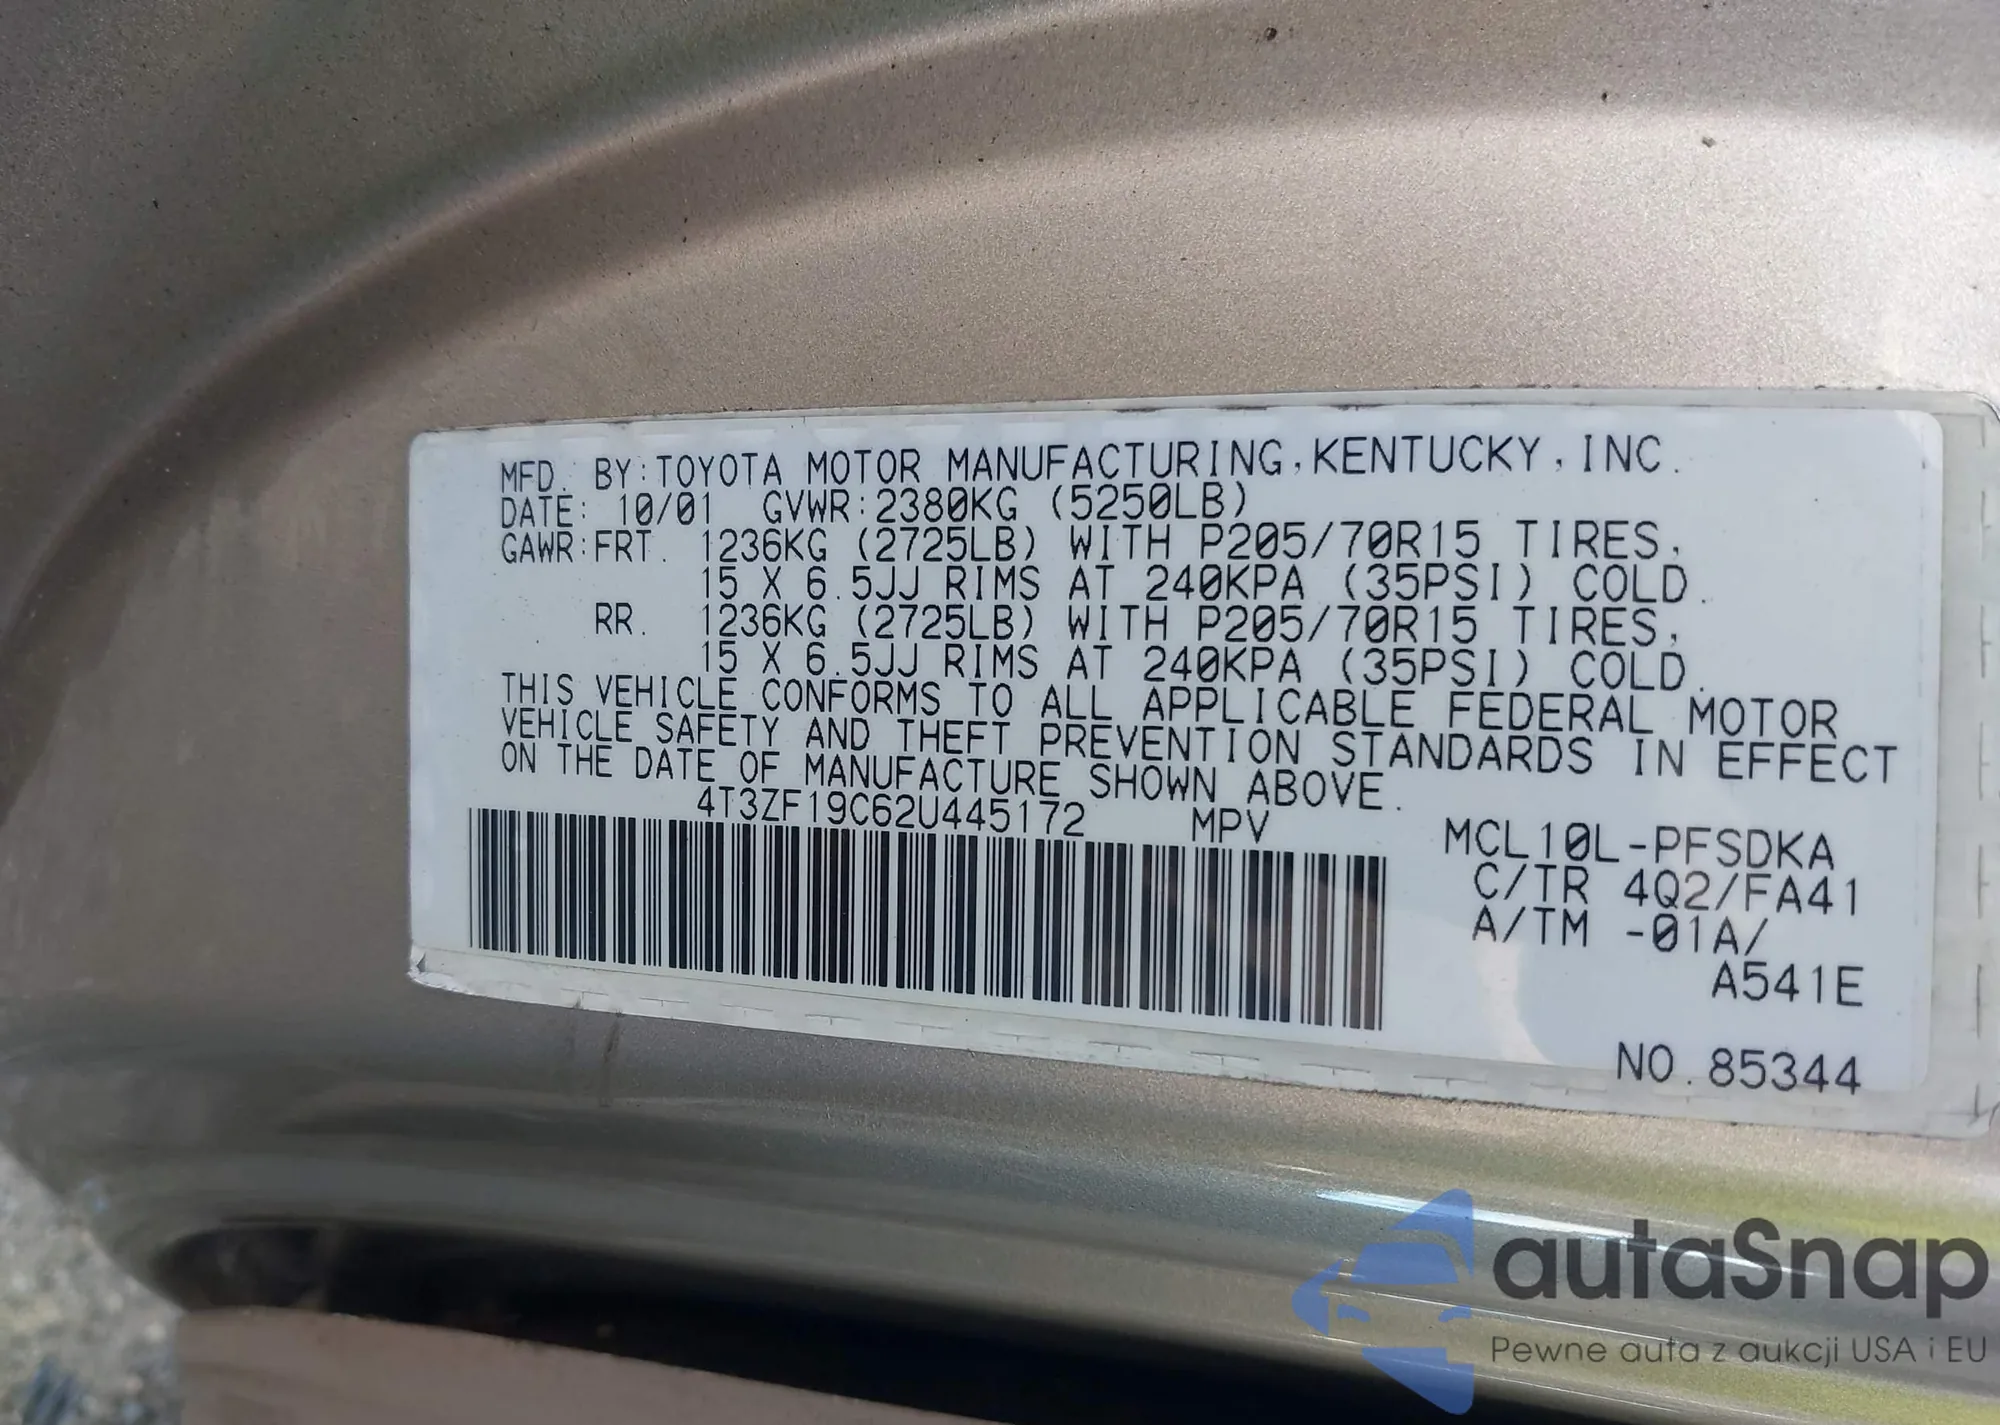 MFD. BY:TOYOTA MOTOR MANUFACTURING,KENTUCKY,INC.
DATE: 10/01 GVWR:2380KG (5250LB)
GAWR:FRT. 1236KG (2725LB) WITH P205/70R15 TIRES,
15 X 6.5JJ RIMS AT 240KPA (35PSI) COLD.
RR. 1236KG (2725LB) WITH P205/70R15 TIRES,
15 X 6.5JJ RIMS AT 240KPA (35PSI) COLD.
THIS VEHICLE CONFORMS TO ALL APPLICABLE FEDERAL MOTOR
VEHICLE SAFETY AND THEFT PREVENTION STANDARDS IN EFFECT
ON THE DATE OF MANUFACTURE SHOWN ABOVE.
4T3ZF19C62U445172 MPV
MCL10L-PFSDKA
C/TR 4Q2/FA41
A/TM -01A/
A541E
NO.85344
autaSnap
Pewne auta z aukcji USA i EU